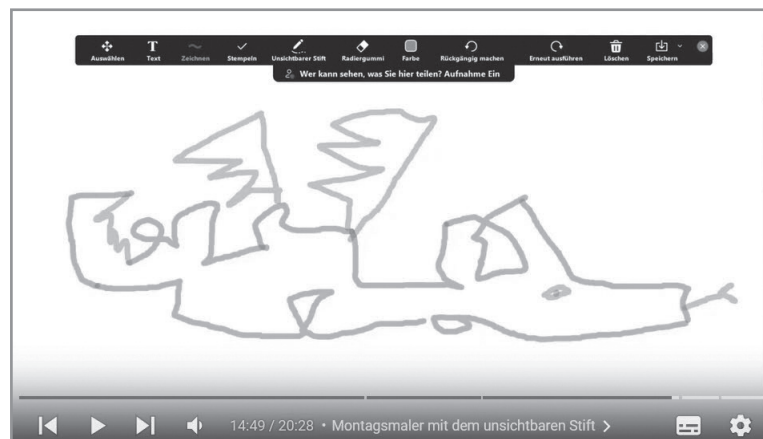 Auswählen Text Zeichnen Stempeln Unsichtbarer Stift Radiergummi Farbe Rückgängig machen Erneut ausführen Löschen Speichern
Wer kann sehen, was Sie hier teilen? Aufnahme Ein
14:49 / 20:28 • Montagsmaler mit dem unsichtbaren Stift